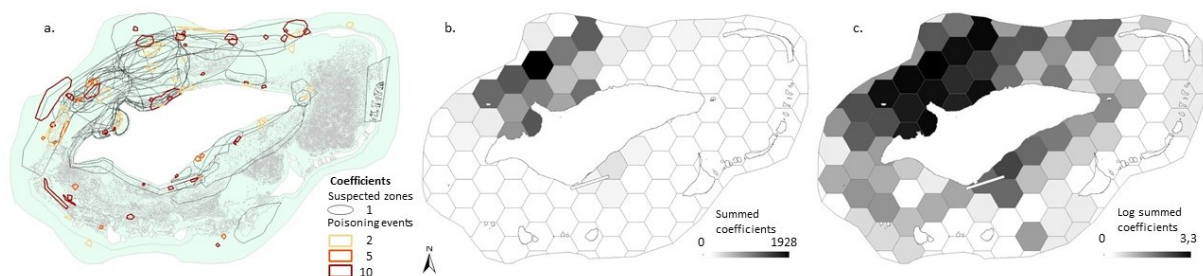 a.
Coefficients
Suspected zones
1
Poisoning events
2
5
10
N
b.
Summed
coefficients
0
1928
c.
Log summed
coefficients
0
3,3